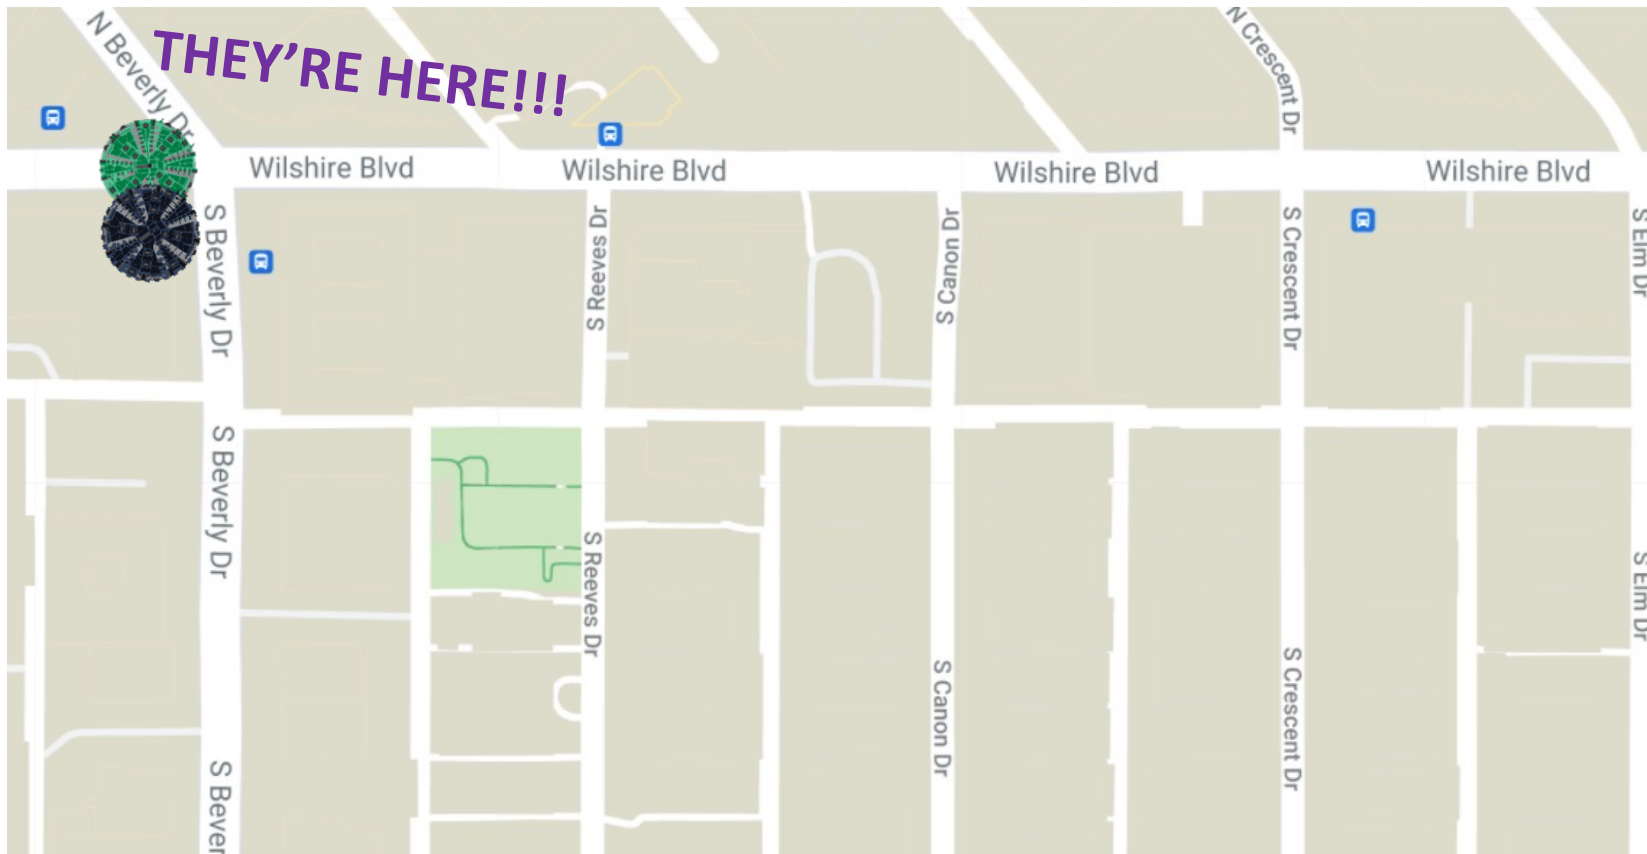 THEY'RE HERE!!!
N Beverly Dr
N Crescent Dr
Wilshire Blvd
Wilshire Blvd
Wilshire Blvd
Wilshire Blvd
S Beverly Dr
S Reeves Dr
S Canon Dr
S Crescent Dr
S Elm Dr
S Beverly Dr
S Reeves Dr
S Elm Dr
S Canon Dr
S Crescent Dr
S Bever